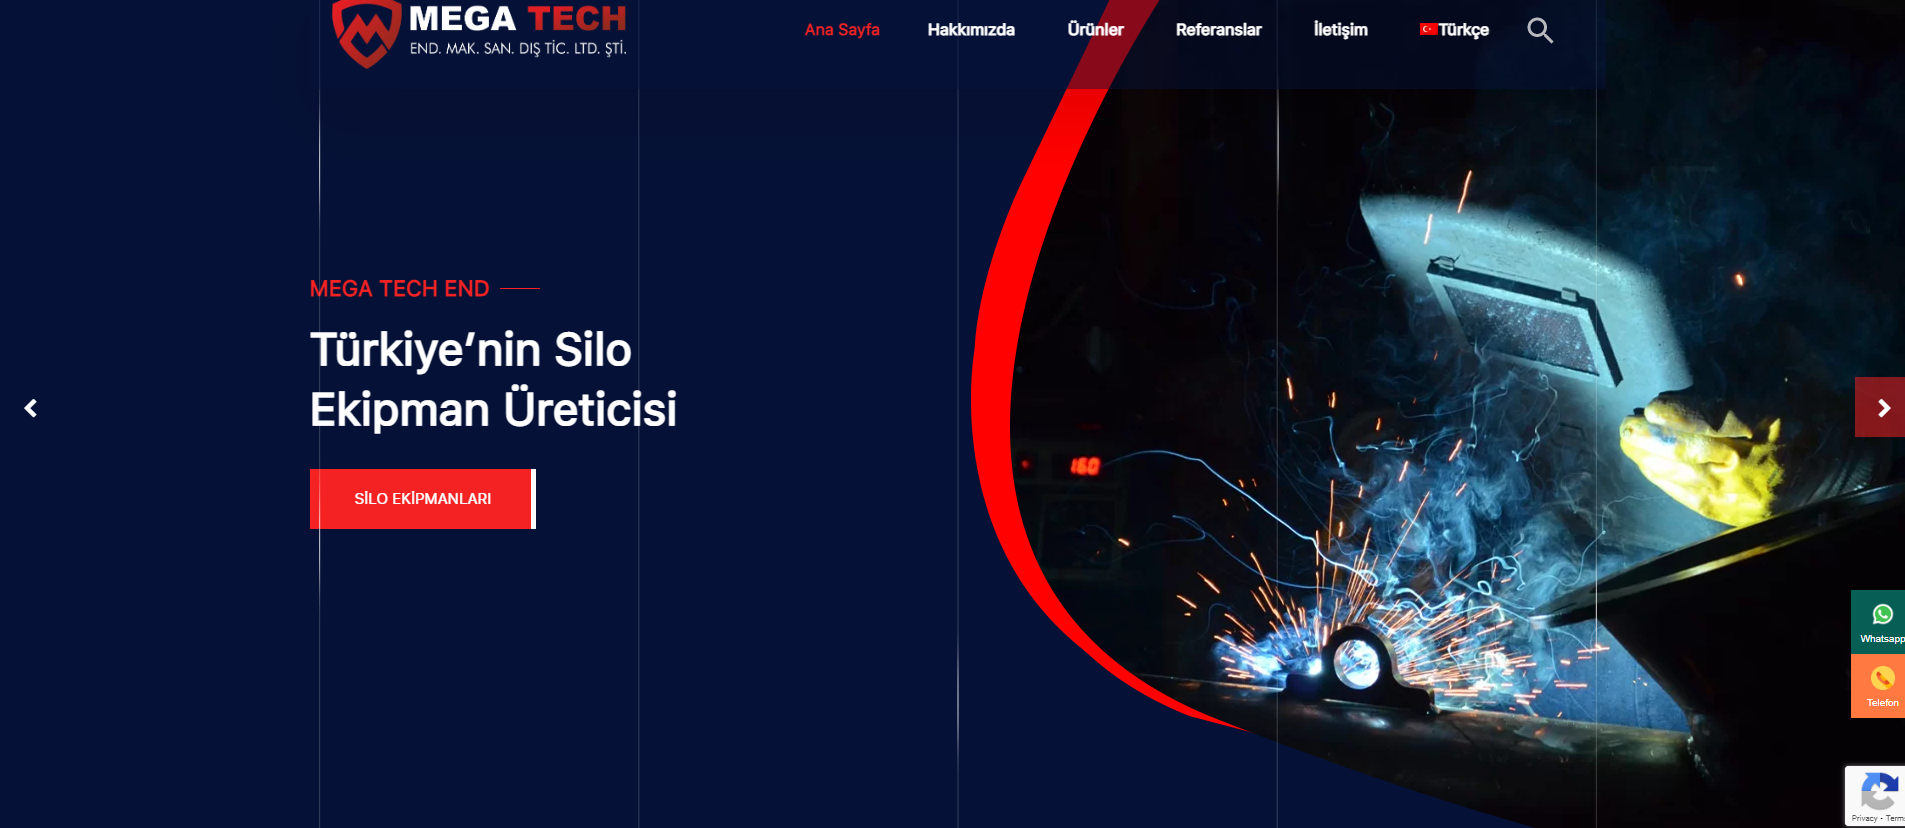 MEGA TECH
END. MAK. SAN. DIŞ TİC. LTD. ŞTİ.
Ana Sayfa
Hakkımızda
Ürünler
Referanslar
İletişim
Türkçe
MEGA TECH END
Türkiye’nin Silo
Ekipman Üreticisi
SİLO EKİPMANLARI
160
Whatsapp
Telefon
Privacy - Terms